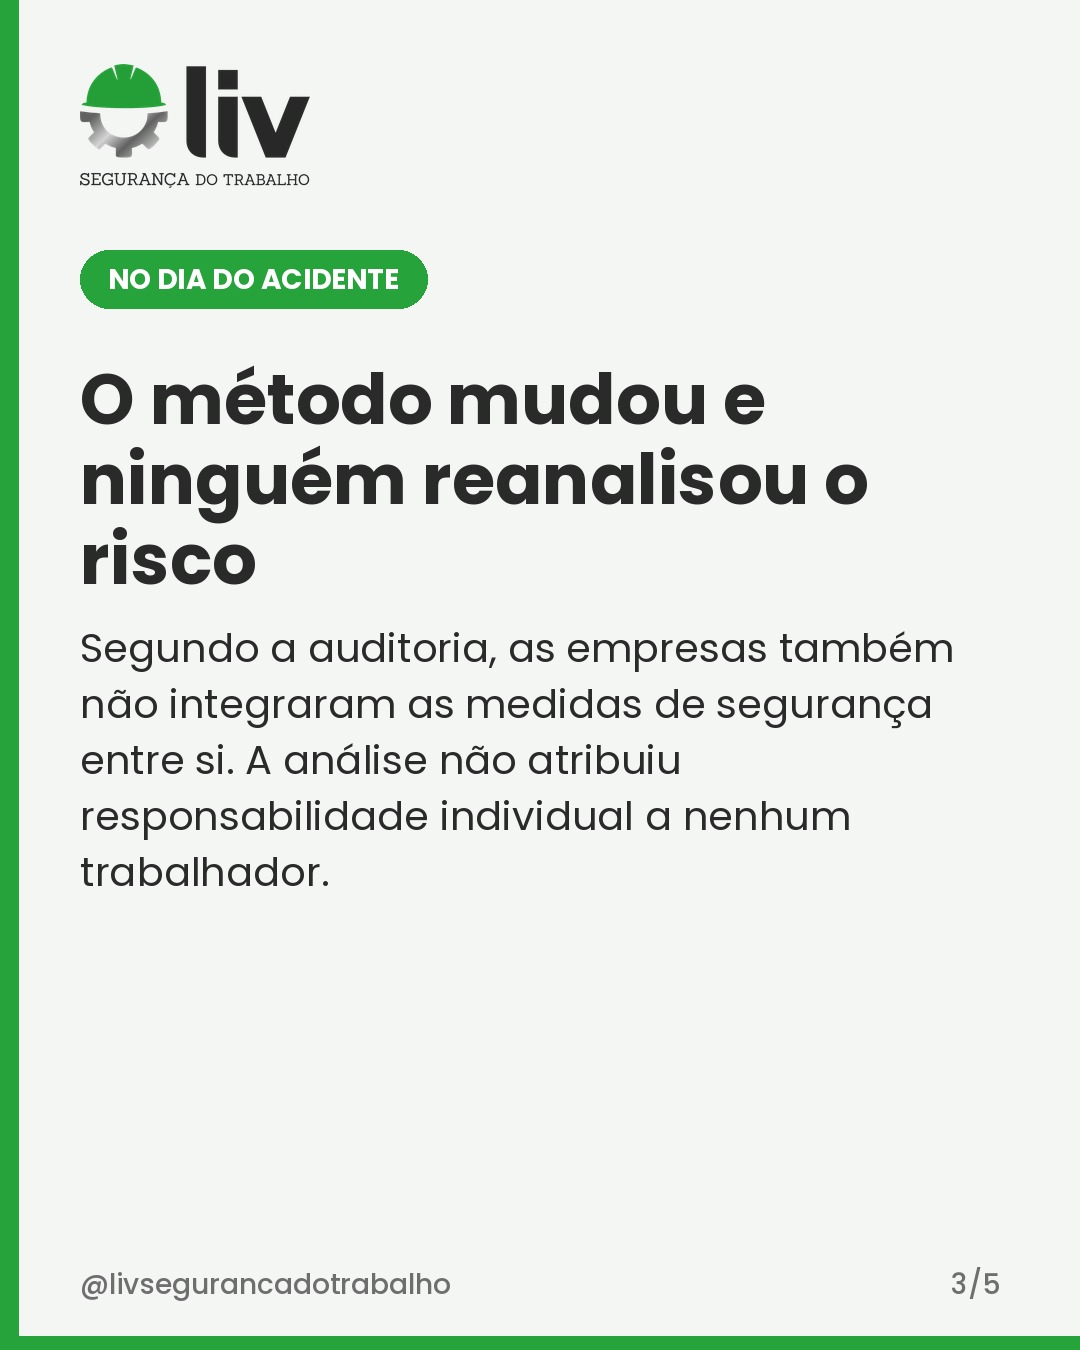 liv
SEGURANÇA DO TRABALHO
NO DIA DO ACIDENTE
O método mudou e
ninguém reanalisou o
risco
Segundo a auditoria, as empresas também
não integraram as medidas de segurança
entre si. A análise não atribuiu
responsabilidade individual a nenhum
trabalhador.
@livsegurancadotrabalho
3/5